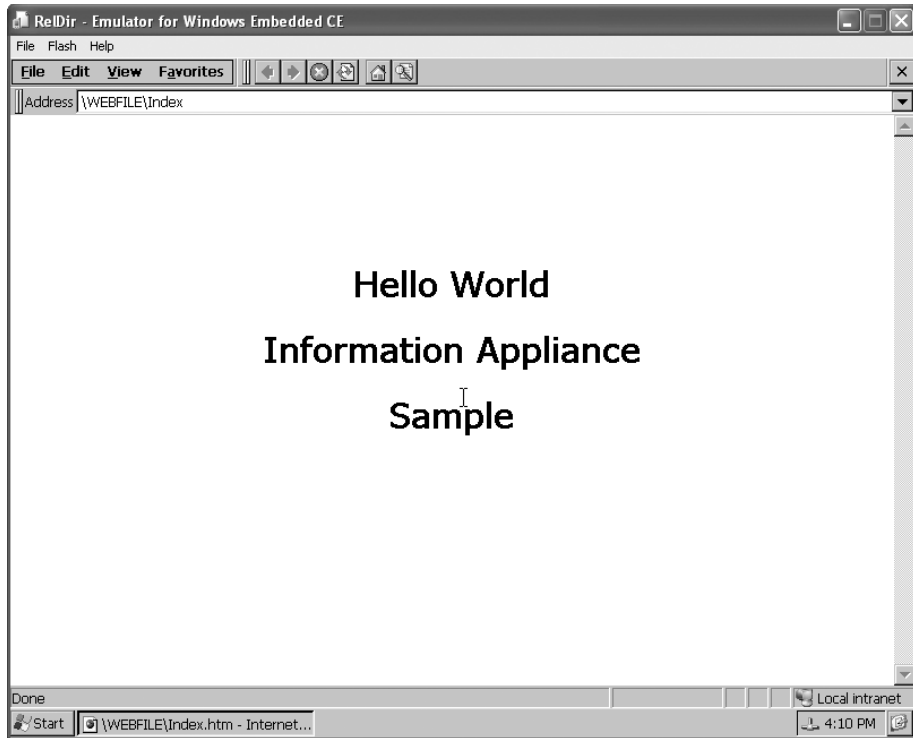 RelDir - Emulator for Windows Embedded CE
File Flash Help
File Edit View Favorites
Address \WEBFILE\Index
Hello World
Information Appliance
Sample
Done Local intranet
Start \WEBFILE\Index.htm - Internet... 4:10 PM